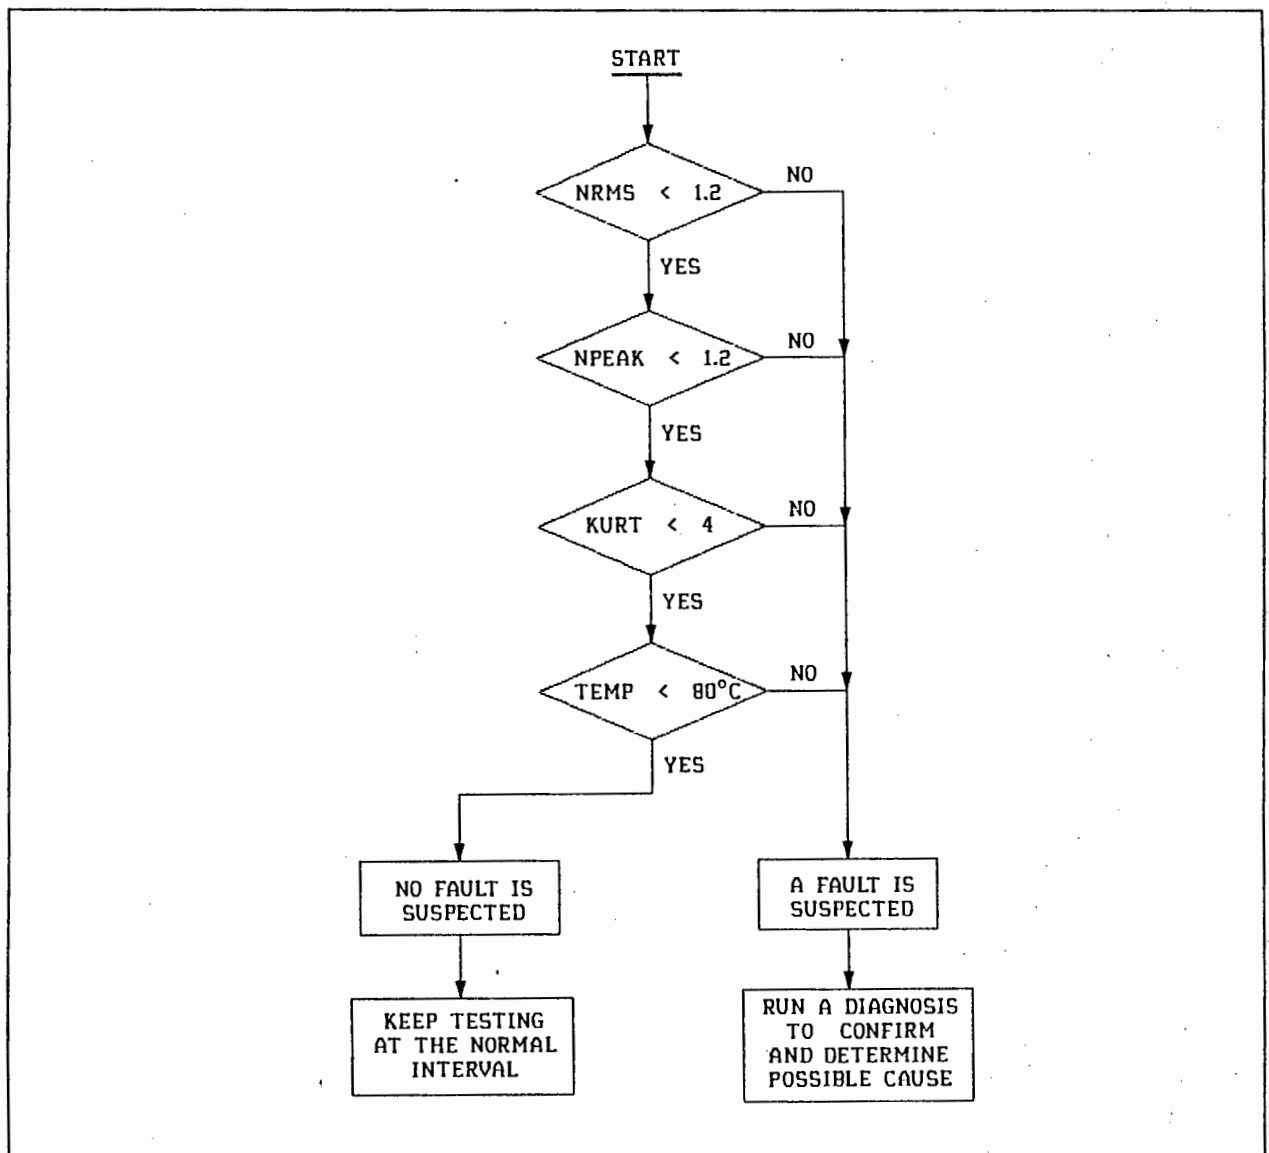 START
NRMS < 1.2
NO
YES
NPEAK < 1.2
NO
YES
KURT < 4
NO
YES
TEMP < 80°C
NO
YES
NO FAULT IS
SUSPECTED
A FAULT IS
SUSPECTED
KEEP TESTING
AT THE NORMAL
INTERVAL
RUN A DIAGNOSIS
TO CONFIRM
AND DETERMINE
POSSIBLE CAUSE